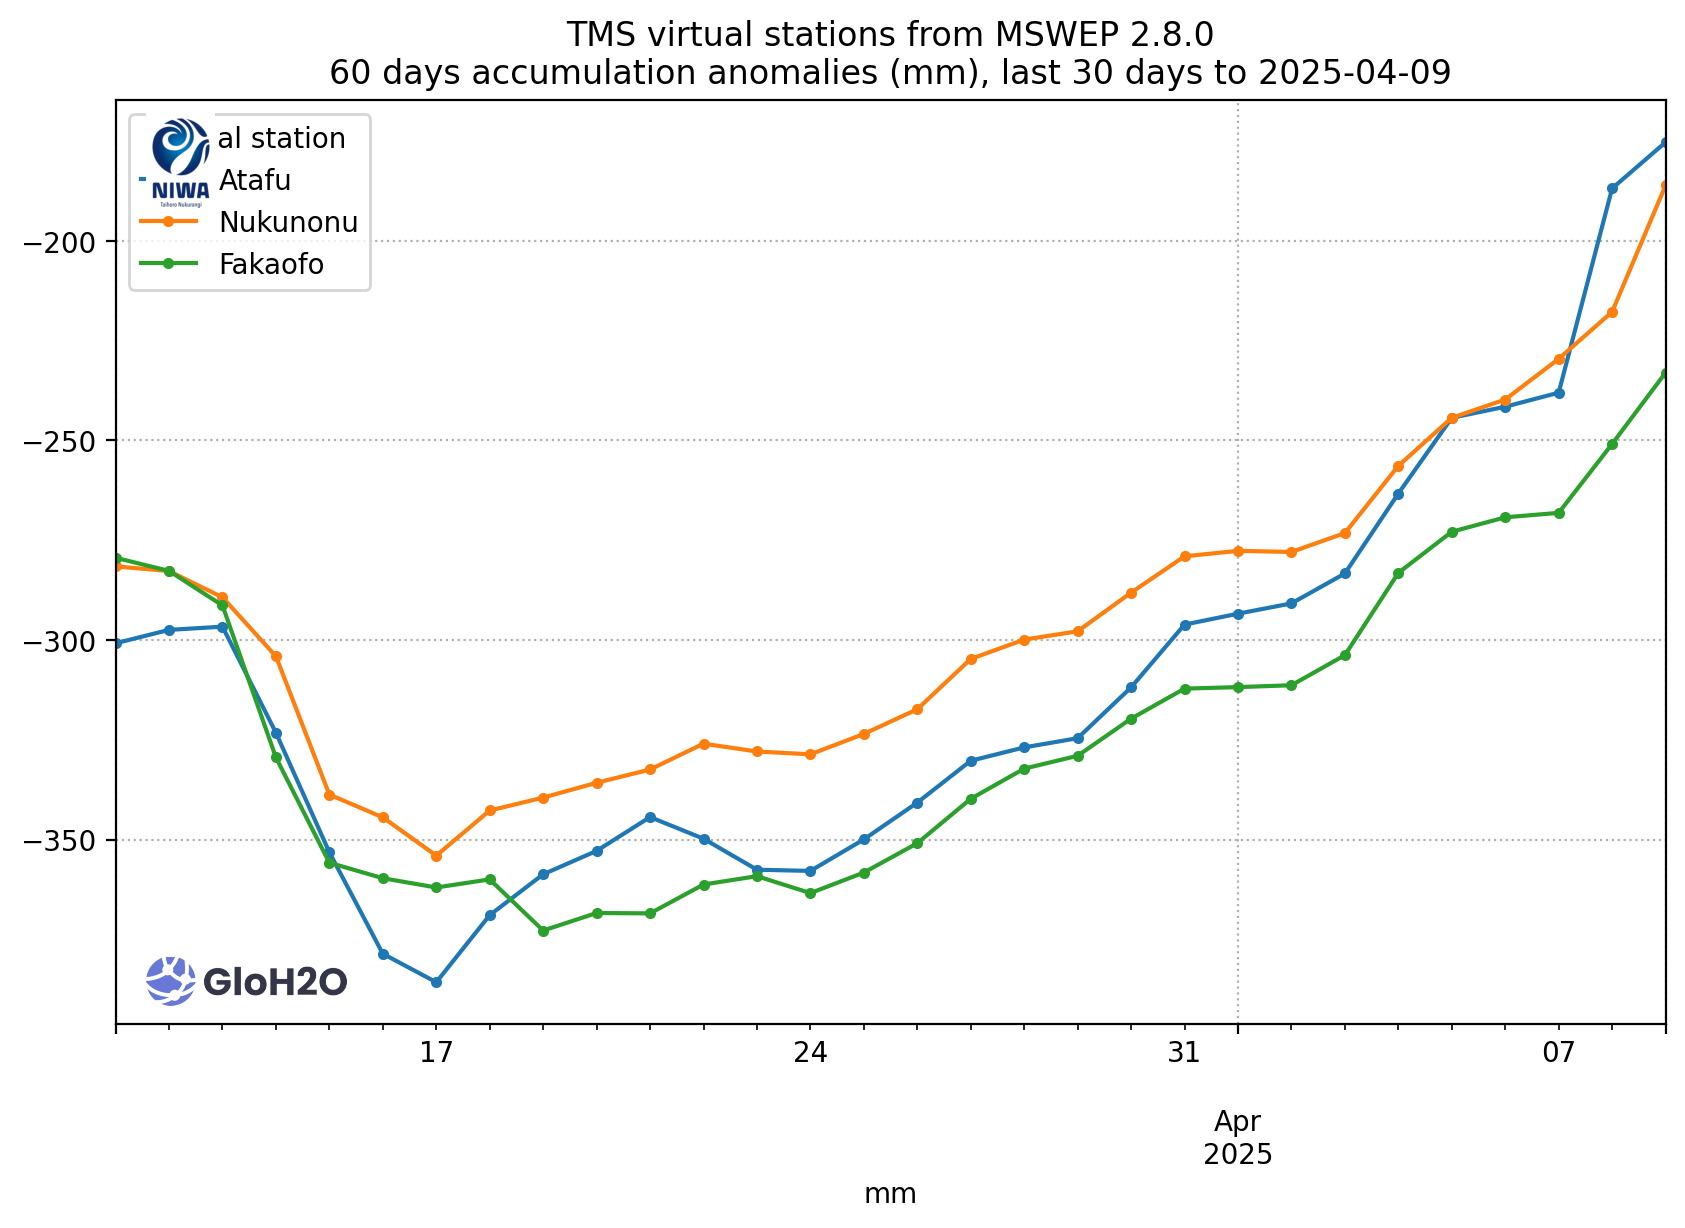 TMS virtual stations from MSWEP 2.8.0
60 days accumulation anomalies (mm), last 30 days to 2025-04-09
al station
Atafu
NIWA
Taihoro Nukurangi
Nukunonu
Fakaofo
−200
−250
−300
−350
GloH2O
17 24 31 07
Apr
2025
mm